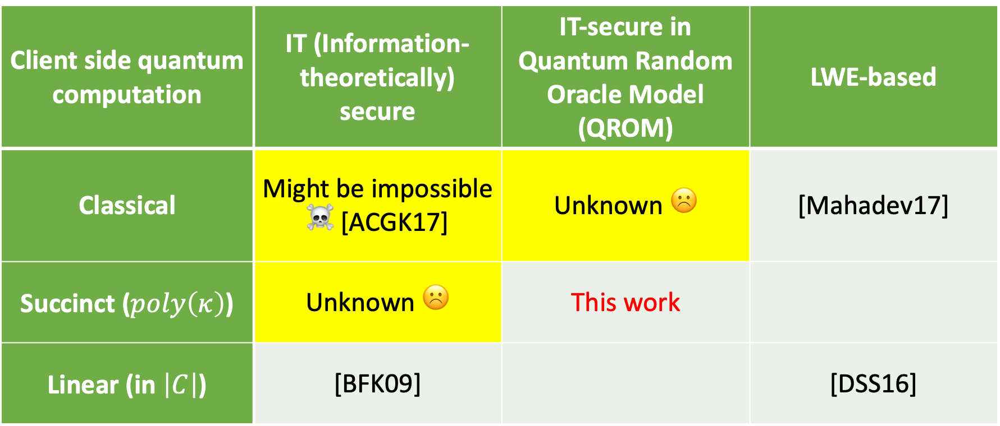 Client side quantum
computation
IT (Information-
theoretically)
secure
IT-secure in
Quantum Random
Oracle Model
(QROM)
LWE-based
Classical
Might be impossible
☠️ [ACGK17]
Unknown ☹️
[Mahadev17]
Succinct (𝑝𝑜𝑙𝑦(𝜅))
Unknown ☹️
This work
Linear (in |𝐶|)
[BFK09]
[DSS16]